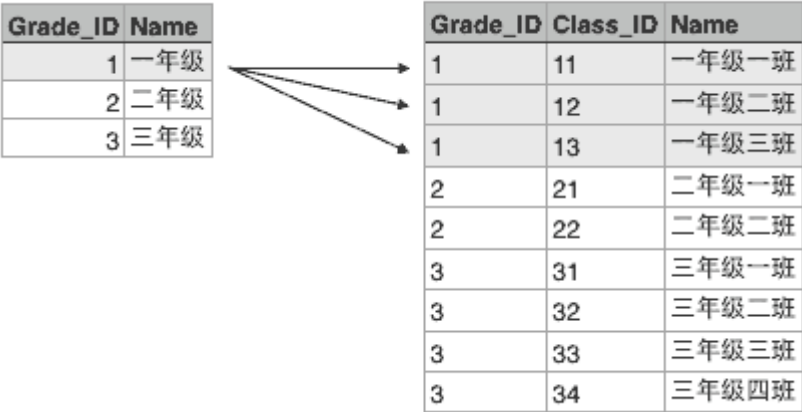 Grade_ID Name
1 一年级
2 二年级
3 三年级
Grade_ID Class_ID Name
1 11 一年级一班
1 12 一年级二班
1 13 一年级三班
2 21 二年级一班
2 22 二年级二班
3 31 三年级一班
3 32 三年级二班
3 33 三年级三班
3 34 三年级四班